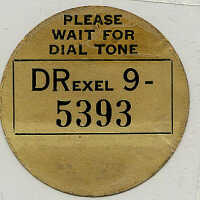 PLEASE
WAIT FOR
DIAL TONE
DREXEL 9-
5393